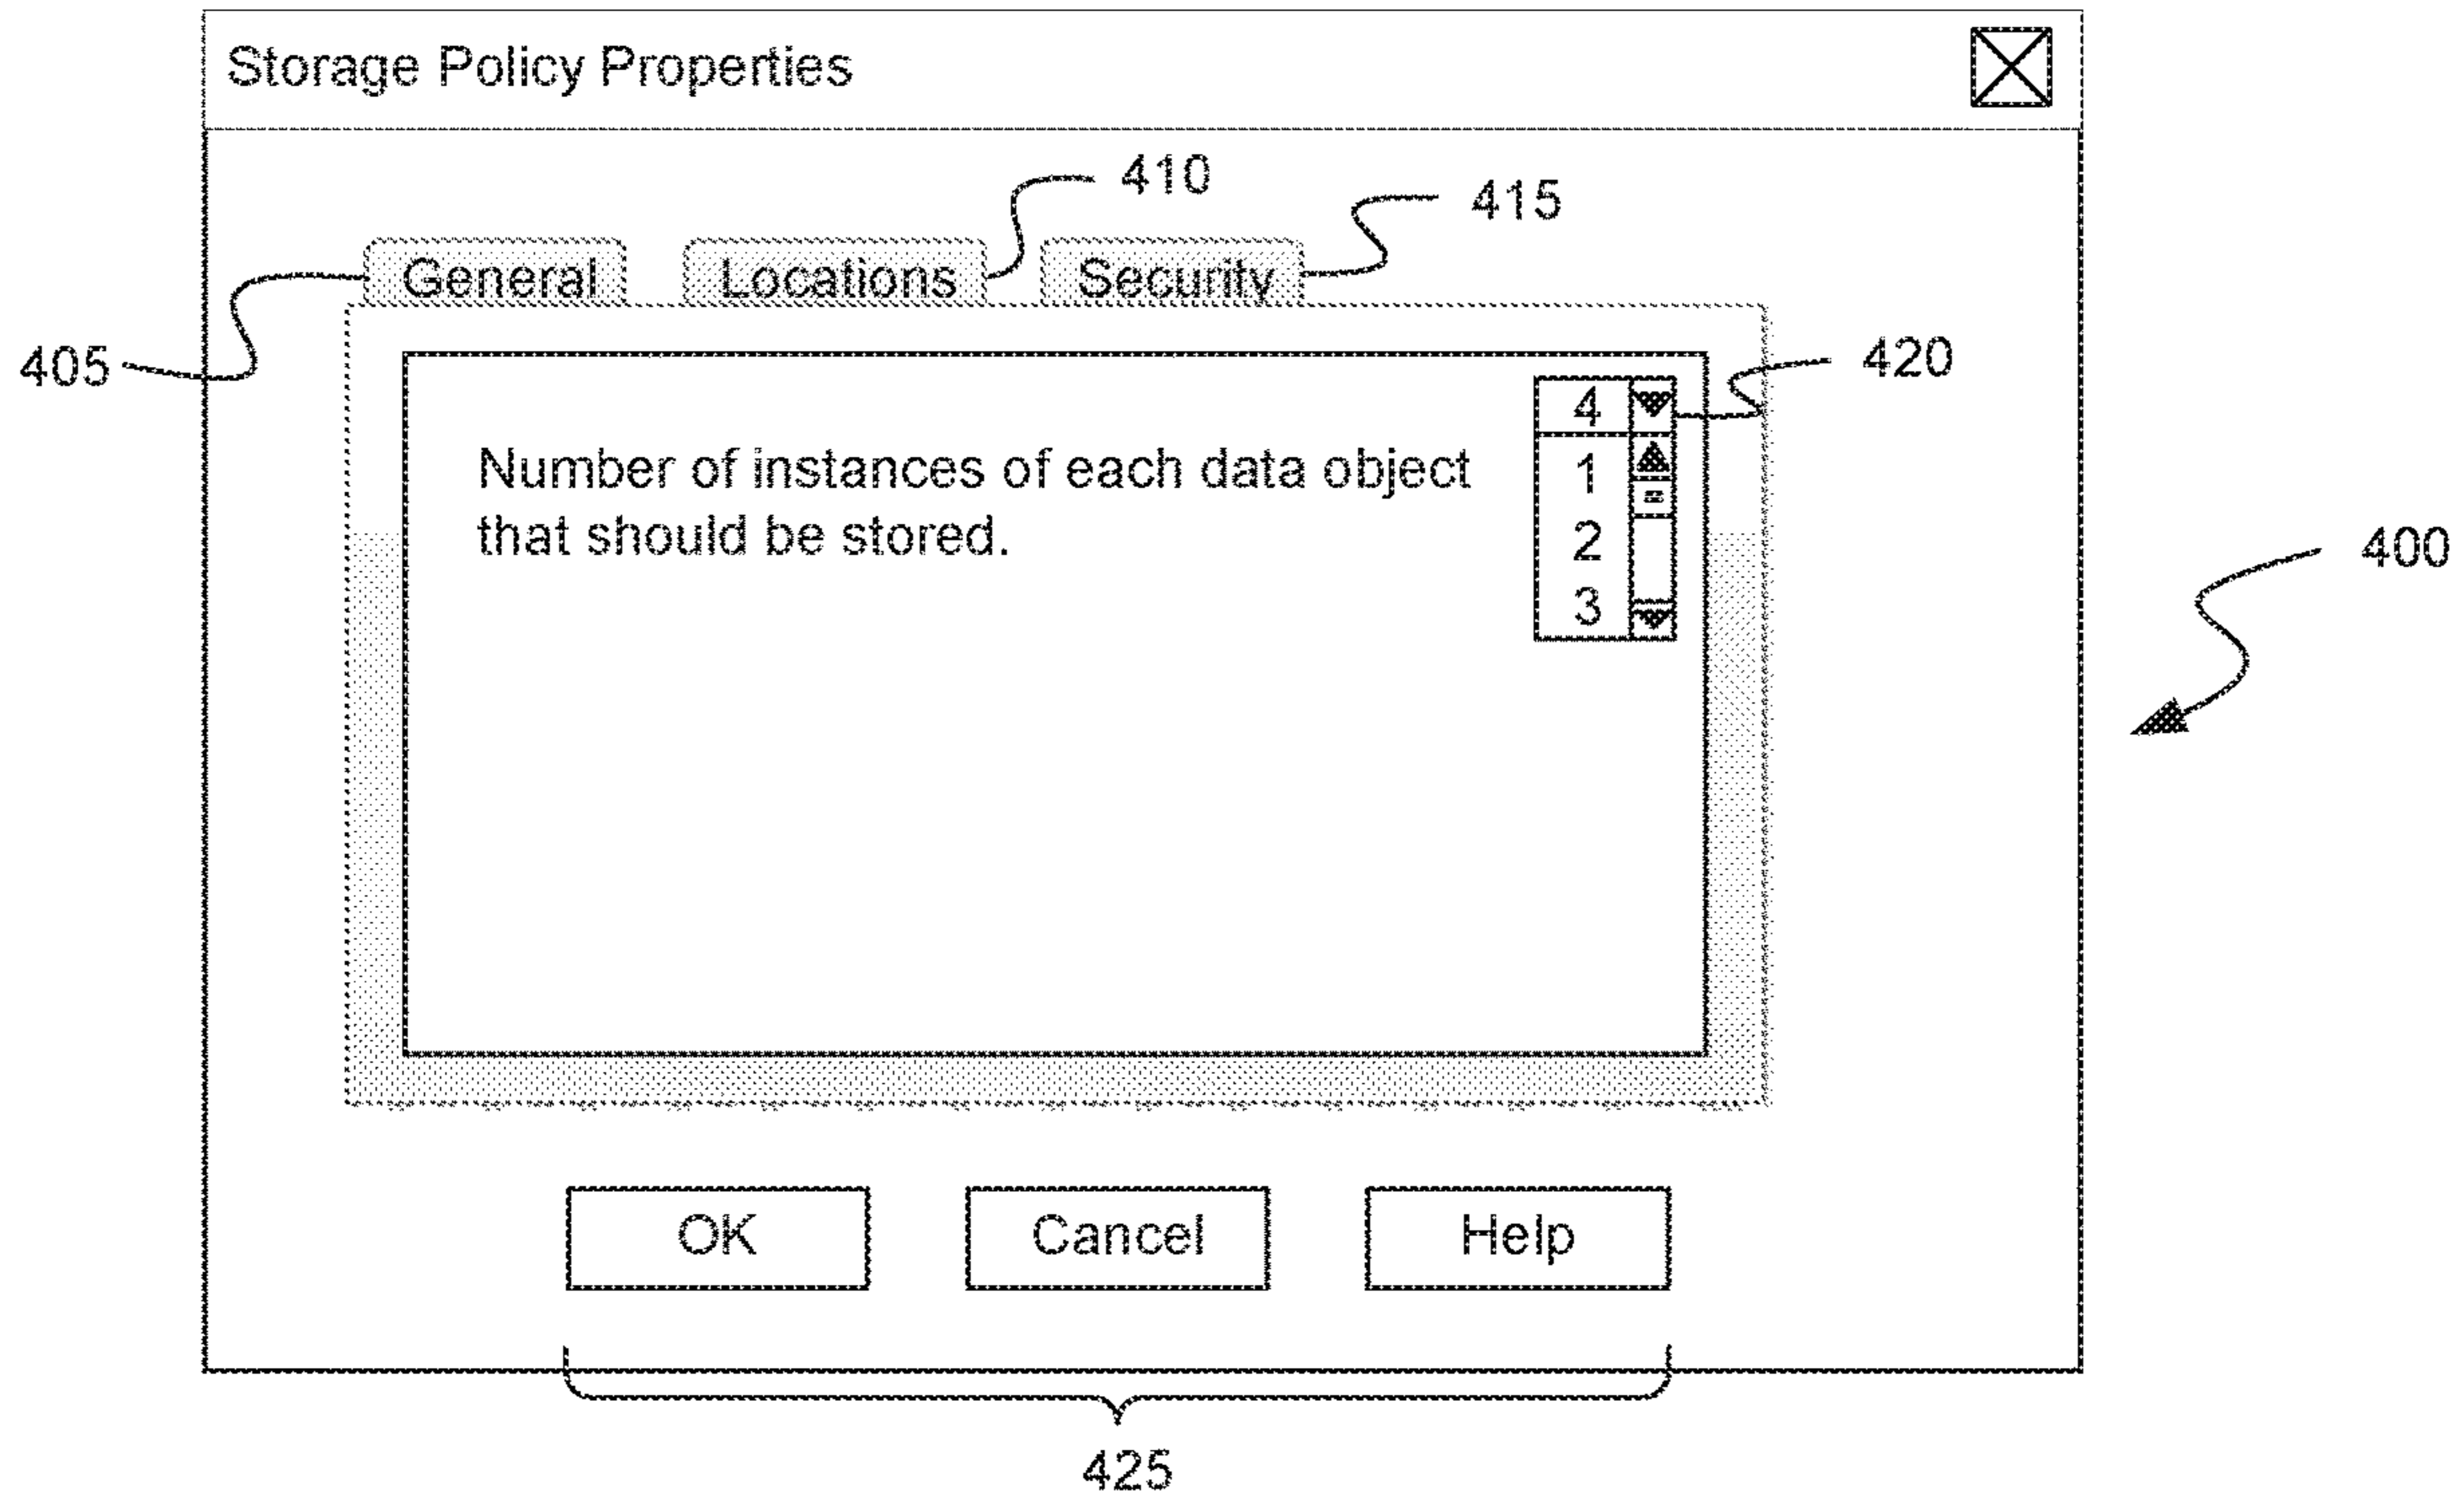 Storage Policy Properties
410
415
General Locations Security
405
420
4
Number of instances of each data object
that should be stored.
1
2
3
400
OK Cancel Help
425